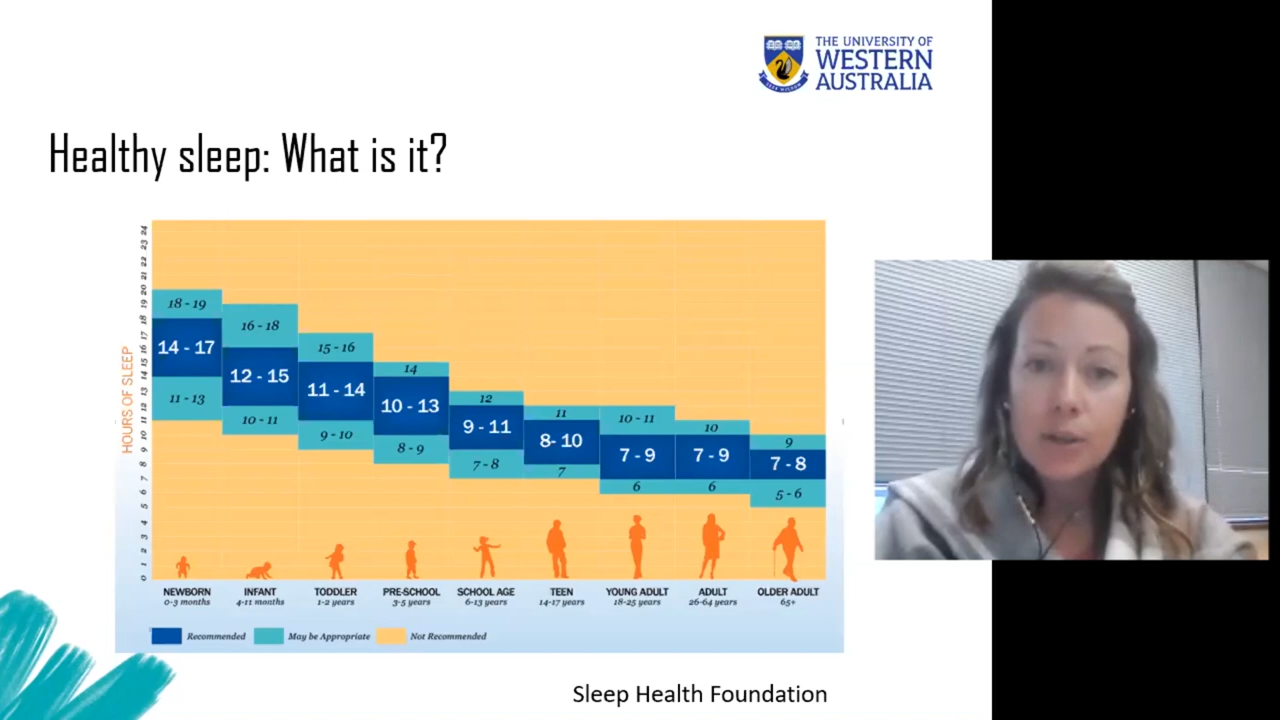 THE UNIVERSITY OF
WESTERN
AUSTRALIA
Healthy sleep: What is it?
HOURS OF SLEEP
24
23
22
21
20
19
18
17
16
15
14
13
12
11
10
9
8
7
6
5
4
3
2
1
0
18 - 19
14 - 17
11 - 13
16 - 18
12 - 15
10 - 11
15 - 16
11 - 14
9 - 10
14
10 - 13
8 - 9
12
9 - 11
7 - 8
11
8- 10
7
10 - 11
7 - 9
6
10
7 - 9
6
9
7 - 8
5 - 6
NEWBORN
0-3 months
INFANT
4-11 months
TODDLER
1-2 years
PRE-SCHOOL
3-5 years
SCHOOL AGE
6-13 years
TEEN
14-17 years
YOUNG ADULT
18-25 years
ADULT
26-64 years
OLDER ADULT
65+
Recommended
May be Appropriate
Not Recommended
Sleep Health Foundation